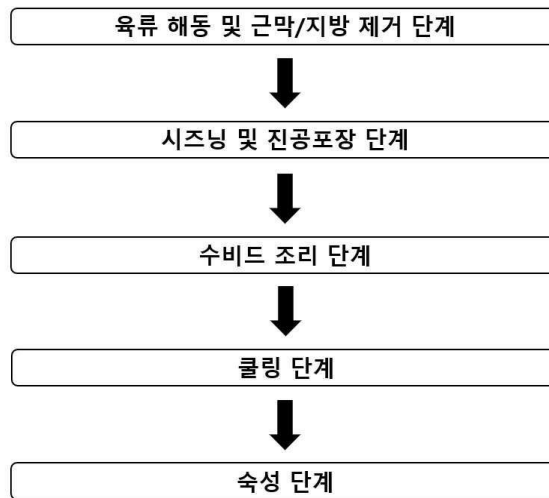 육류 해동 및 근막/지방 제거 단계
시즈닝 및 진공포장 단계
수비드 조리 단계
쿨링 단계
숙성 단계